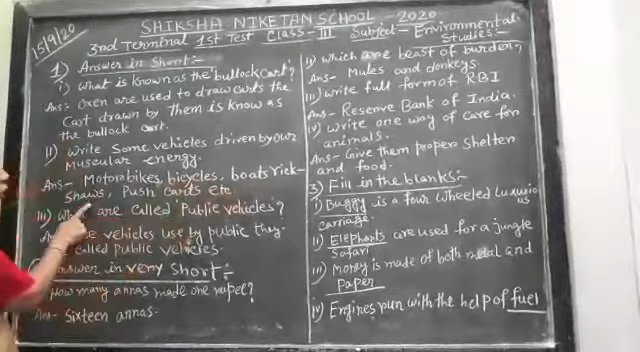 15/9/20
SHIKSHA NIKETAN SCHOOL - 2020
3nd Terminal 1st Test Class-III Subject - Environmental
Studies:-
1) Answer in Short:-
i) What is known as the 'bullock cart'?
Ans:- Oxen are used to draw carts the
Cart drawn by them is know as
the bullock cart.
ii) Write Some vehicles driven by our
Muscular energy.
Ans- Motorbikes, bicycles, boats rick-
Shaws, Push Carts etc
iii) are called 'Public vehicles'?
vehicles use by public they
called public vehicles.
Answer in very Short:-
How many annas made one rupee?
Ans- Sixteen annas.
ii) Which are beast of burden?
Ans- Mules and donkeys.
iii) Write full form of RBI
Ans- Reserve Bank of India.
iv) Write one way of care for
animals.
Ans- Give them proper Shelter
and food.
3) Fill in the blanks:-
i) Buggy is a four wheeled Luxurio
us
carriage.
ii) Elephants are used for a jungle
Safari
iii) Money is made of both metal and
paper
iv) Engines run with the help of fuel